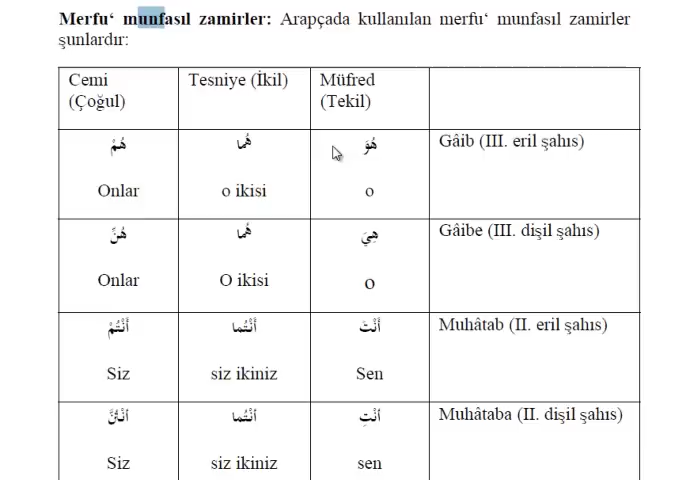 Merfu‘ munfasıl zamirler: Arapçada kullanılan merfu‘ munfasıl zamirler
şunlardır:
Cemi (Çoğul) Tesniye (İkil) Müfred (Tekil)
هُمْ هُمَا هُوَ Gâib (III. eril şahıs)
Onlar o ikisi o
هُنَّ هُمَا هِيَ Gâibe (III. dişil şahıs)
Onlar O ikisi o
أَنْتُمْ أَنْتُمَا أَنْتَ Muhâtab (II. eril şahıs)
Siz siz ikiniz Sen
أَنْتُنَّ أَنْتُمَا أَنْتِ Muhâtaba (II. dişil şahıs)
Siz siz ikiniz sen